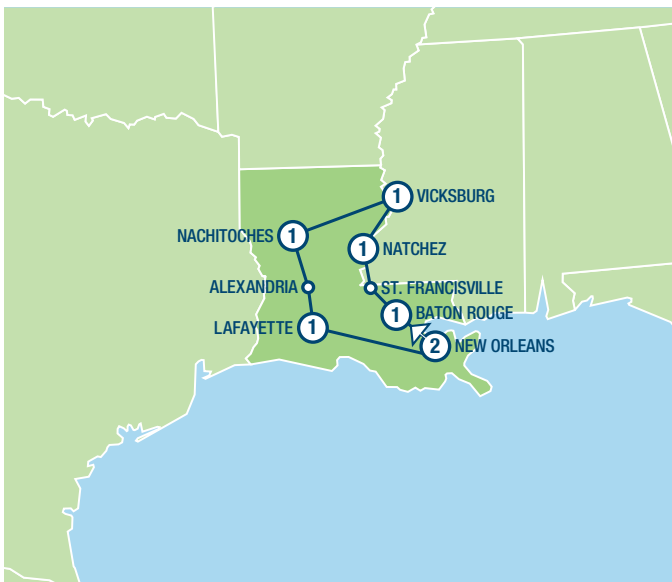 1 VICKSBURG
NACHITOCHES 1
1 NATCHEZ
ALEXANDRIA
ST. FRANCISVILLE
1 BATON ROUGE
LAFAYETTE 1
2 NEW ORLEANS